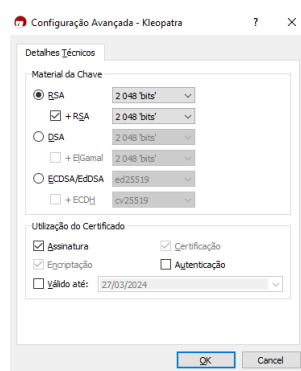 Configuração Avançada - Kleopatra ? ×
Detalhes Técnicos
Material da Chave
RSA 2 048 'bits'
+ RSA 2 048 'bits'
DSA 2 048 'bits'
+ ElGamal 2 048 'bits'
ECDSA/EdDSA ed25519
+ ECDH cv25519
Utilização do Certificado
Assinatura Certificação
Encriptação Autenticação
Válido até: 27/03/2024
OK Cancel